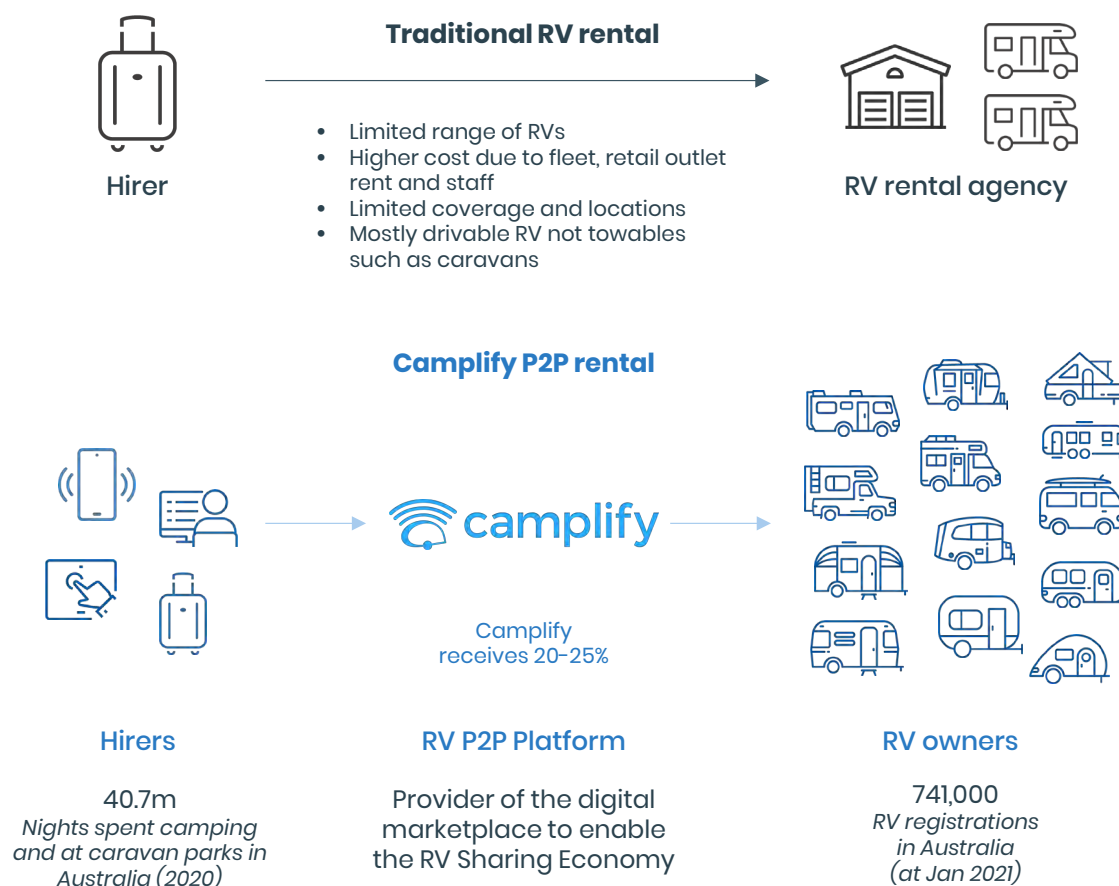 Traditional RV rental
Hirer
• Limited range of RVs
• Higher cost due to fleet, retail outlet
rent and staff
• Limited coverage and locations
• Mostly drivable RV not towables
such as caravans
RV rental agency
Camplify P2P rental
camplify
Camplify
receives 20-25%
Hirers
40.7m
Nights spent camping
and at caravan parks in
Australia (2020)
RV P2P Platform
Provider of the digital
marketplace to enable
the RV Sharing Economy
RV owners
741,000
RV registrations
in Australia
(at Jan 2021)